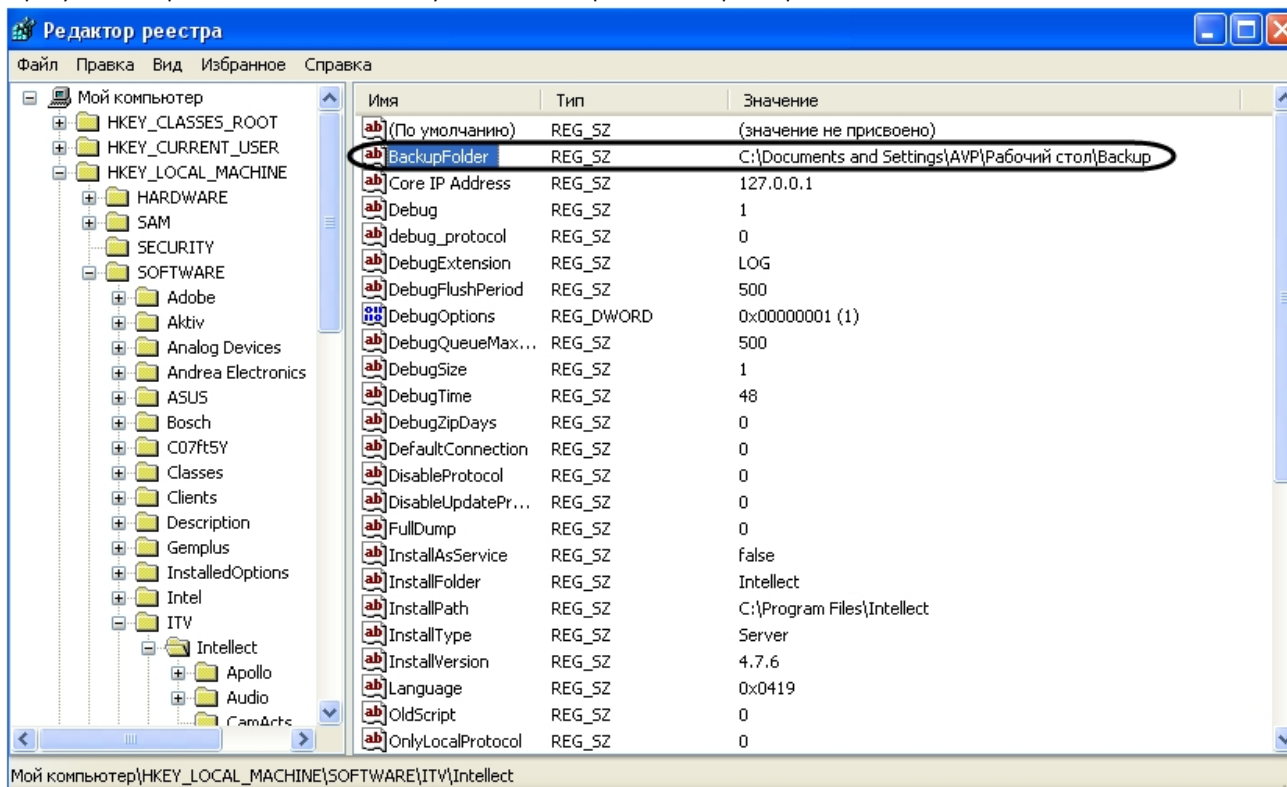 Редактор реестра
Файл Правка Вид Избранное Справка
Мой компьютер
HKEY_CLASSES_ROOT
HKEY_CURRENT_USER
HKEY_LOCAL_MACHINE
HARDWARE
SAM
SECURITY
SOFTWARE
Adobe
Aktiv
Analog Devices
Andrea Electronics
ASUS
Bosch
C07ft5Y
Classes
Clients
Description
Gemplus
InstalledOptions
Intel
ITV
Intellect
Apollo
Audio
CamActs
Имя Тип Значение
(По умолчанию) REG_SZ (значение не присвоено)
BackupFolder REG_SZ C:\Documents and Settings\AVP\Рабочий стол\Backup
Core IP Address REG_SZ 127.0.0.1
Debug REG_SZ 1
debug_protocol REG_SZ 0
DebugExtension REG_SZ LOG
DebugFlushPeriod REG_SZ 500
DebugOptions REG_DWORD 0x00000001 (1)
DebugQueueMax... REG_SZ 500
DebugSize REG_SZ 1
DebugTime REG_SZ 48
DebugZipDays REG_SZ 0
DefaultConnection REG_SZ 0
DisableProtocol REG_SZ 0
DisableUpdatePr... REG_SZ 0
FullDump REG_SZ 0
InstallAsService REG_SZ false
InstallFolder REG_SZ Intellect
InstallPath REG_SZ C:\Program Files\Intellect
InstallType REG_SZ Server
InstallVersion REG_SZ 4.7.6
Language REG_SZ 0x0419
OldScript REG_SZ 0
OnlyLocalProtocol REG_SZ 0
Мой компьютер\HKEY_LOCAL_MACHINE\SOFTWARE\ITV\Intellect